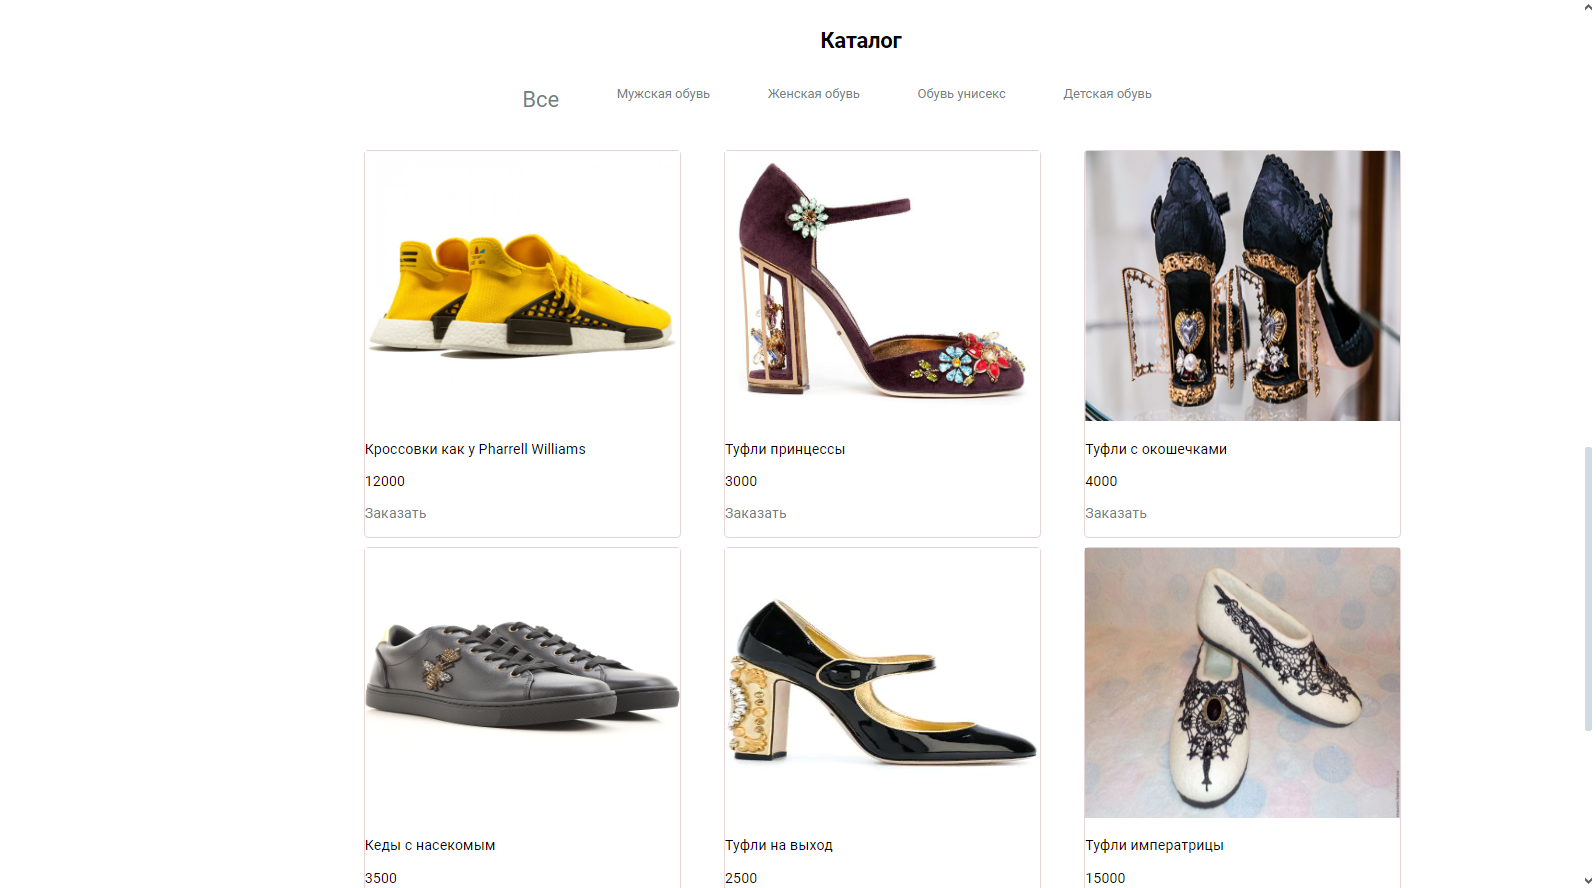 Каталог
Все
Мужская обувь
Женская обувь
Обувь унисекс
Детская обувь
Кроссовки как у Pharrell Williams
12000
Заказать
Туфли принцессы
3000
Заказать
Туфли с окошечками
4000
Заказать
Кеды с насекомым
3500
Туфли на выход
2500
Туфли императрицы
15000